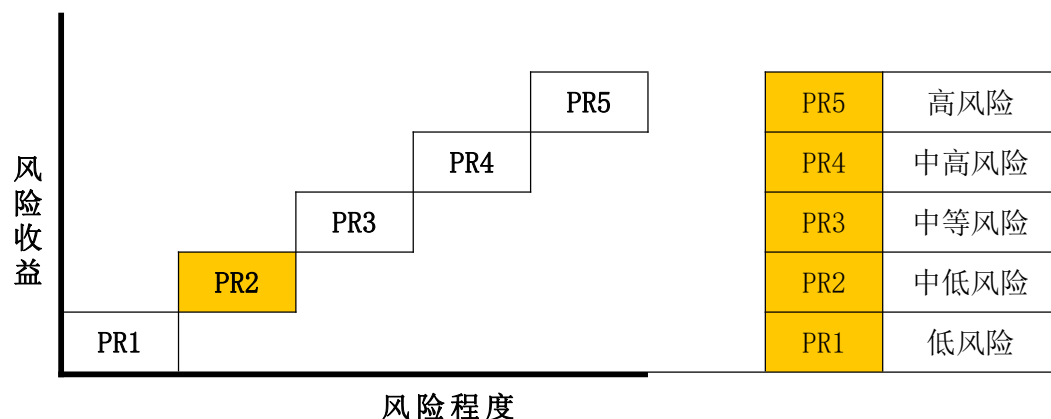 风险收益
PR5
PR4
PR3
PR2
PR1
风险程度
PR5 高风险
PR4 中高风险
PR3 中等风险
PR2 中低风险
PR1 低风险